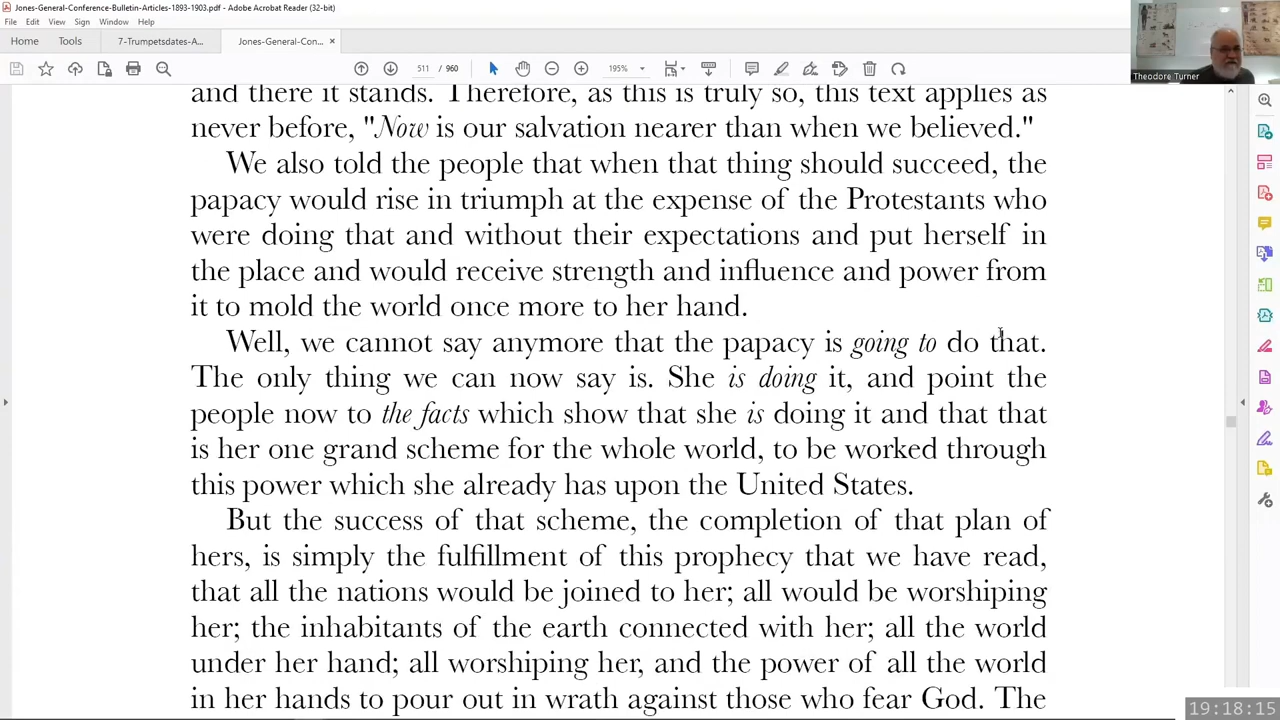 Jones-General-Conference-Bulletin-Articles-1893-1903.pdf - Adobe Acrobat Reader (32-bit)
File Edit View Sign Window Help
Home Tools 7-Trumpetsdates-A... Jones-General-Con... ×
511 / 960 195%
Theodore Turner
and there it stands. Therefore, as this is truly so, this text applies as
never before, "Now is our salvation nearer than when we believed."
We also told the people that when that thing should succeed, the
papacy would rise in triumph at the expense of the Protestants who
were doing that and without their expectations and put herself in
the place and would receive strength and influence and power from
it to mold the world once more to her hand.
Well, we cannot say anymore that the papacy is going to do that.
The only thing we can now say is. She is doing it, and point the
people now to the facts which show that she is doing it and that that
is her one grand scheme for the whole world, to be worked through
this power which she already has upon the United States.
But the success of that scheme, the completion of that plan of
hers, is simply the fulfillment of this prophecy that we have read,
that all the nations would be joined to her; all would be worshiping
her; the inhabitants of the earth connected with her; all the world
under her hand; all worshiping her, and the power of all the world
in her hands to pour out in wrath against those who fear God. The
19:18:15